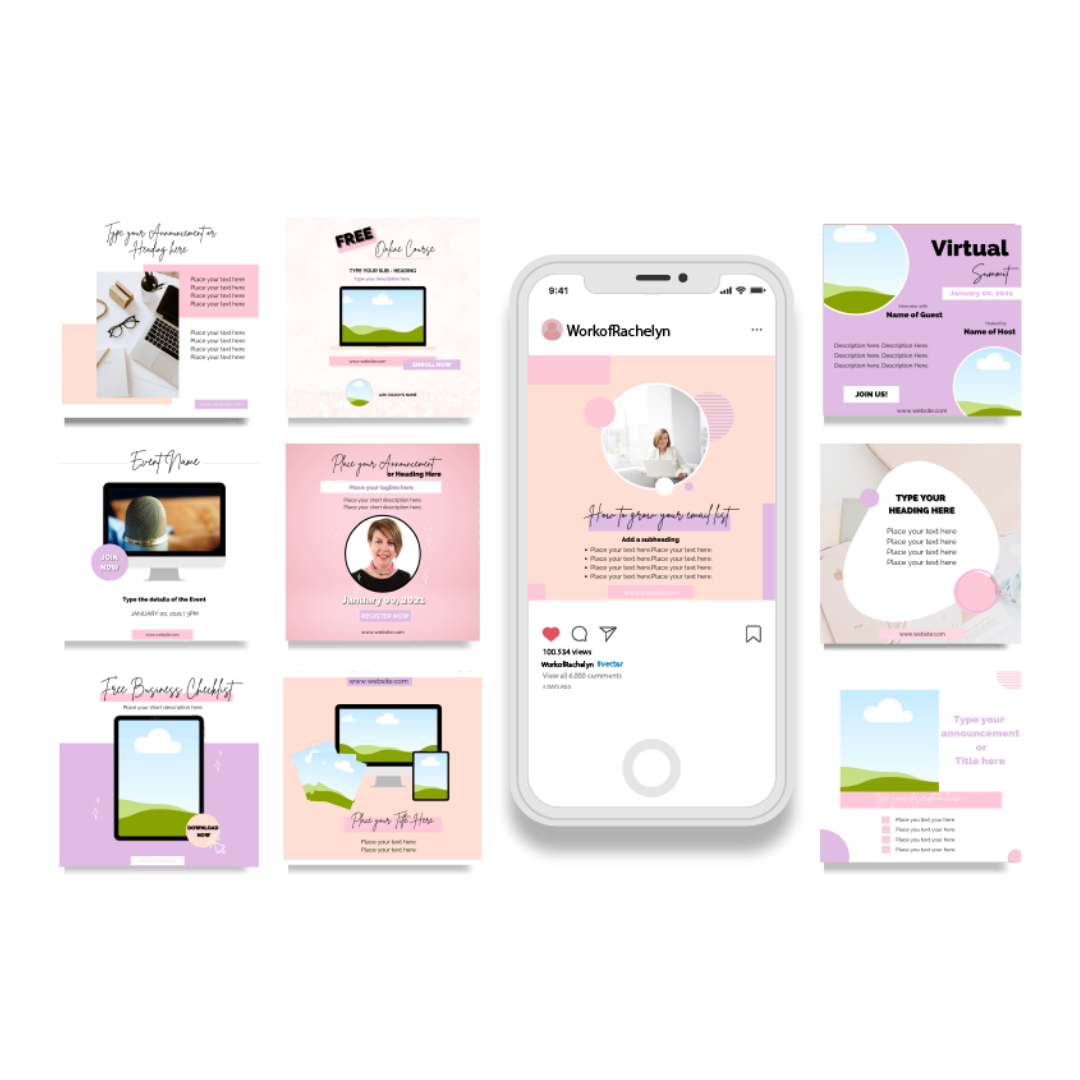 Type your Announcement or
Heading here
Place your text here
Place your text here
Place your text here
Place your text here
Place your text here
Place your text here
Place your text here
Place your text here
www.website.com
FREE
Online Course
TYPE YOUR SUB - HEADING
Type your description here.
www.website.com
ENROLL NOW
Event Name
JOIN
NOW
Type the details of the Event
JANUARY 00, 2021 | 3PM
www.website.com
Place your Announcement
or Heading Here
Place your tagline here
Place your short description here.
Place your short description here.
January 00, 2021
REGISTER NOW
www.website.com
Free Business Checklist
Place your short description here.
DOWNLOAD
NOW
www.website.com
Place your Title Here
Place your text here
Place your text here
9:41
WorkofRachelyn
How to grow your email list
Add a subheading
Place your text here.Place your text here.
Place your text here.Place your text here.
Place your text here.Place your text here.
Place your text here.Place your text here.
www.website.com
100.534 views
WorkofRachelyn #vector
View all 6.000 comments
2 DAYS AGO
Virtual
Summit
January 00, 2021
Interview with
Name of Guest
Hosted by
Name of Host
Description here. Description Here.
Description here. Description Here.
Description here. Description Here.
JOIN US!
www.website.com
TYPE YOUR
HEADING HERE
Place your text here
Place your text here
Place your text here
Place your text here
www.website.com
Type your
announcement
or
Title here
Type your description here
Place you text your here
Place you text your here
Place you text your here
Place you text your here